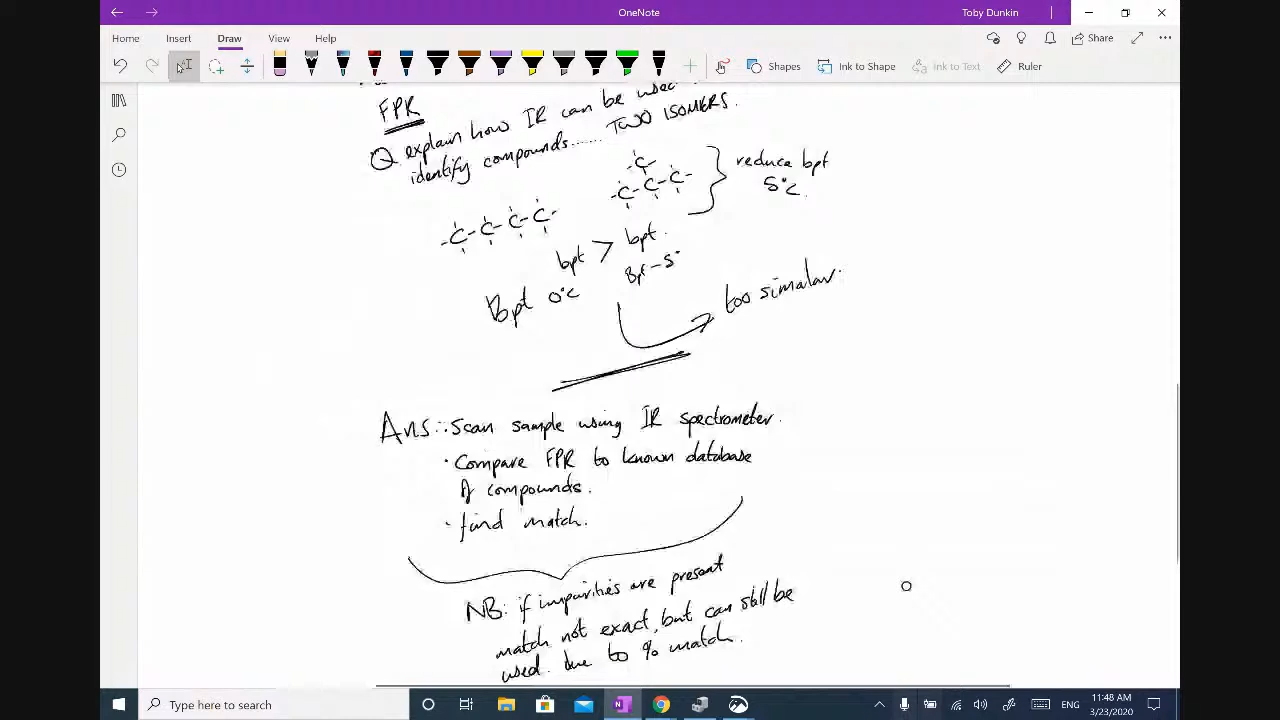 OneNote
Toby Dunkin
Home Insert Draw View Help
Share
Shapes
Ink to Shape
Ink to Text
Ruler
FPR
Q explain how IR can be used
identify compounds...... TWO ISOMERS.
-C-C-C-C-
C
-C-C-C-
reduce bpt
5°C.
bpt > bpt.
Bpt 0°C
Bpt -5°
too similar.
Ans: Scan sample using IR spectrometer.
· Compare FPR to known database
of compounds.
· find match.
NB: if impurities are present
match not exact, but can still be
used. due to % match.
Type here to search
ENG
11:48 AM
3/23/2020